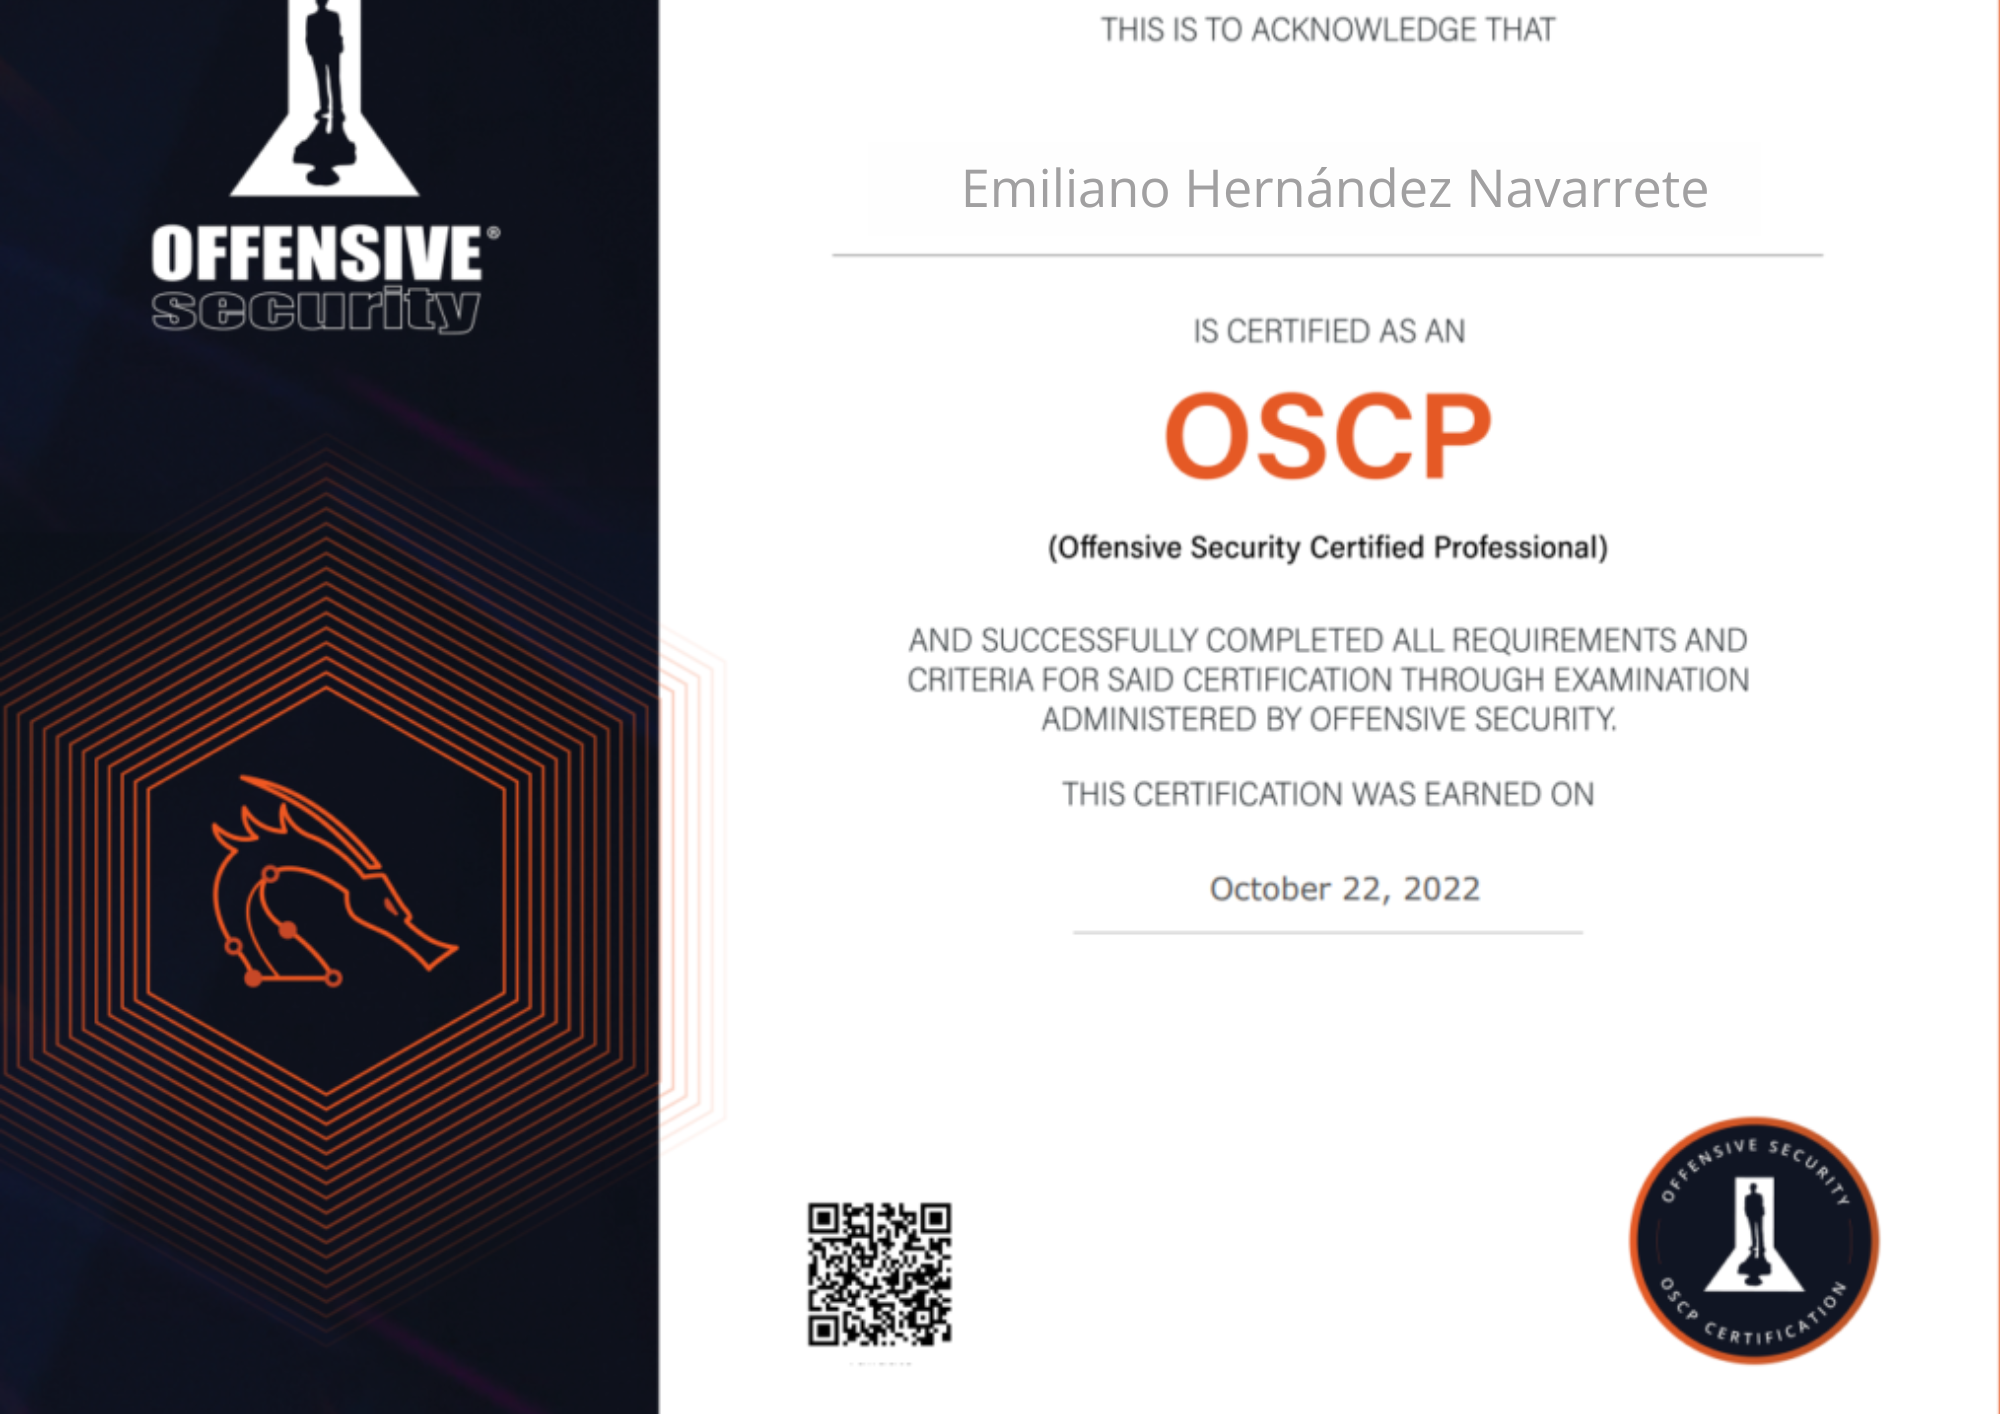 OFFENSIVE®
security
THIS IS TO ACKNOWLEDGE THAT
Emiliano Hernández Navarrete
IS CERTIFIED AS AN
OSCP
(Offensive Security Certified Professional)
AND SUCCESSFULLY COMPLETED ALL REQUIREMENTS AND
CRITERIA FOR SAID CERTIFICATION THROUGH EXAMINATION
ADMINISTERED BY OFFENSIVE SECURITY.
THIS CERTIFICATION WAS EARNED ON
October 22, 2022
OFFENSIVE SECURITY
OSCP CERTIFICATION